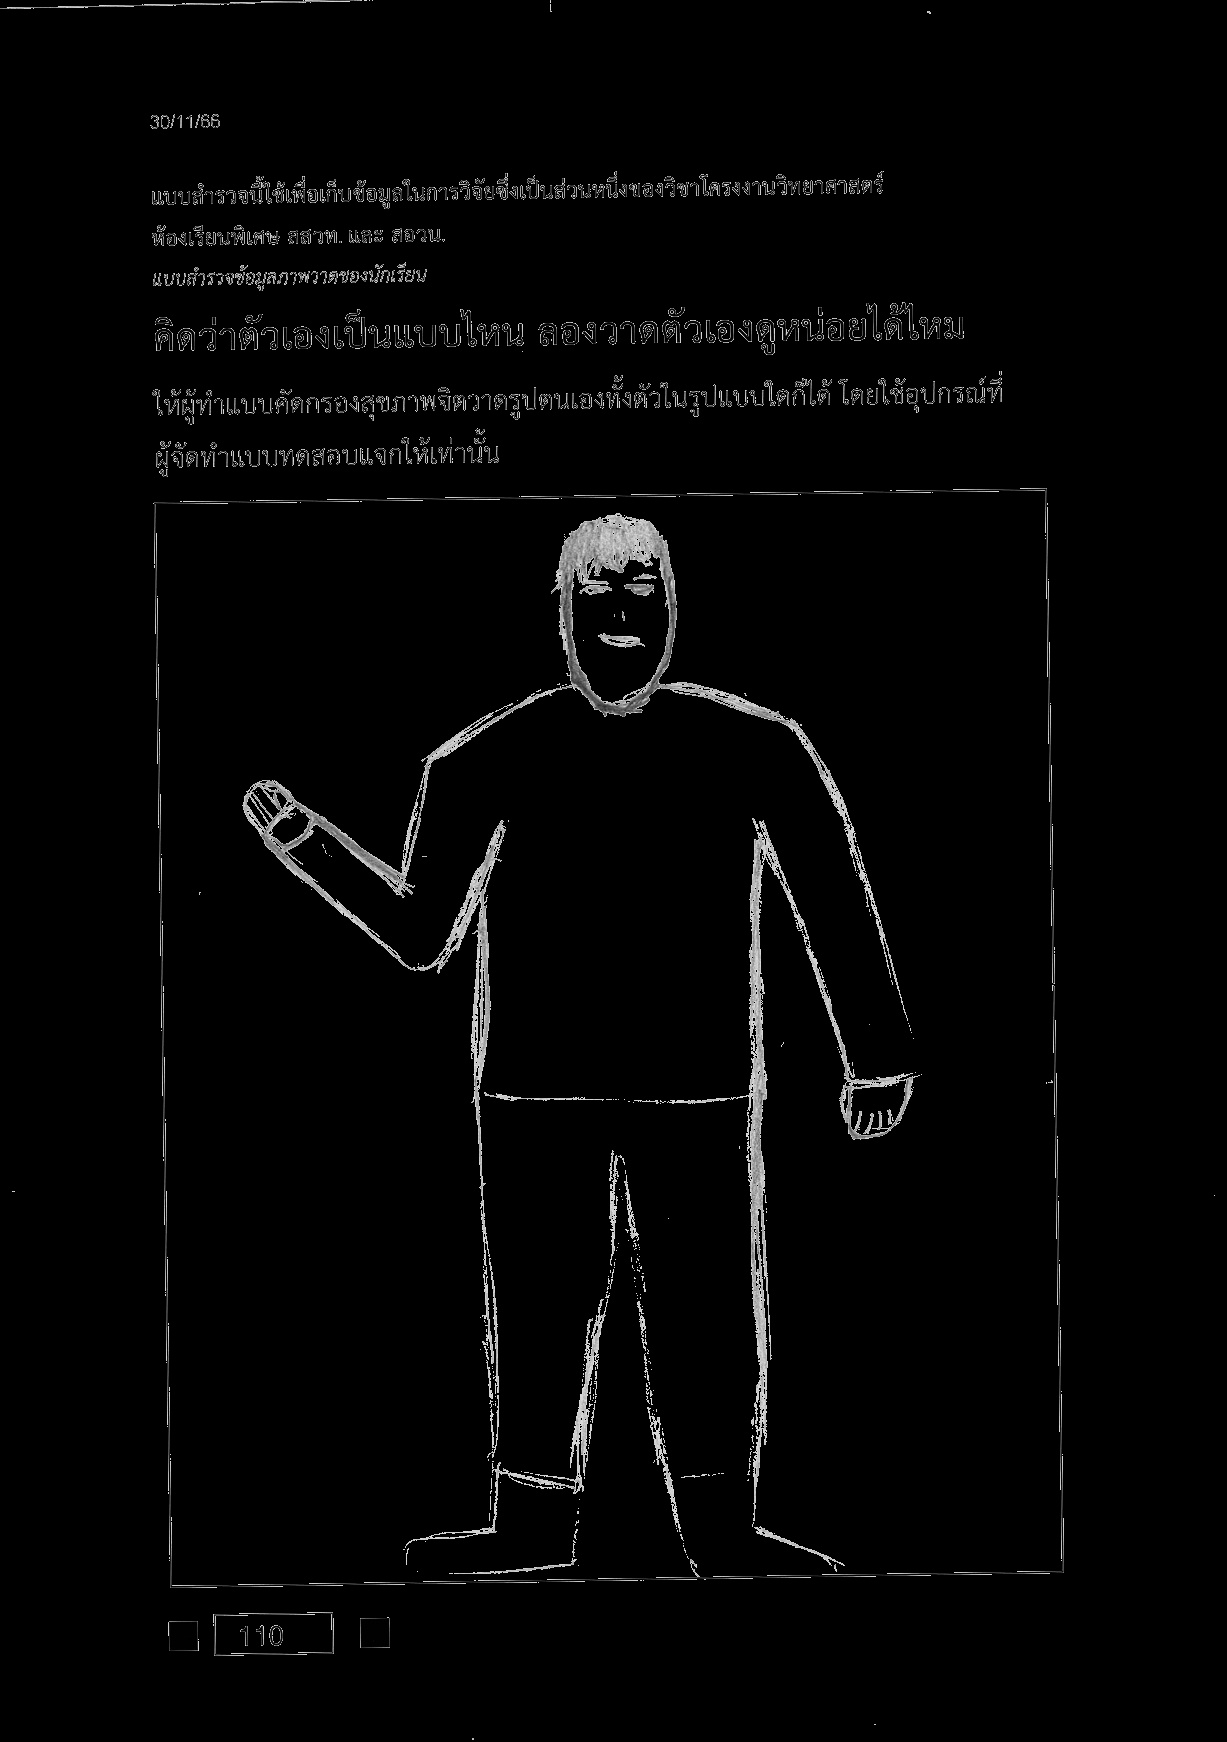 30/11/66
แบบสำรวจนี้ใช้เพื่อเก็บข้อมูลในการวิจัยซึ่งเป็นส่วนหนึ่งของวิชาโครงงานวิทยาศาสตร์
ห้องเรียนพิเศษ สสวท. และ สอวน.
แบบสำรวจข้อมูลภาพวาดของนักเรียน
คิดว่าตัวเองเป็นแบบไหน ลองวาดตัวเองดูหน่อยได้ไหม
ให้ผู้ทำแบบคัดกรองสุขภาพจิตวาดรูปตนเองทั้งตัวในรูปแบบใดก็ได้ โดยใช้อุปกรณ์ที่
ผู้จัดทำแบบทดสอบแจกให้เท่านั้น
110